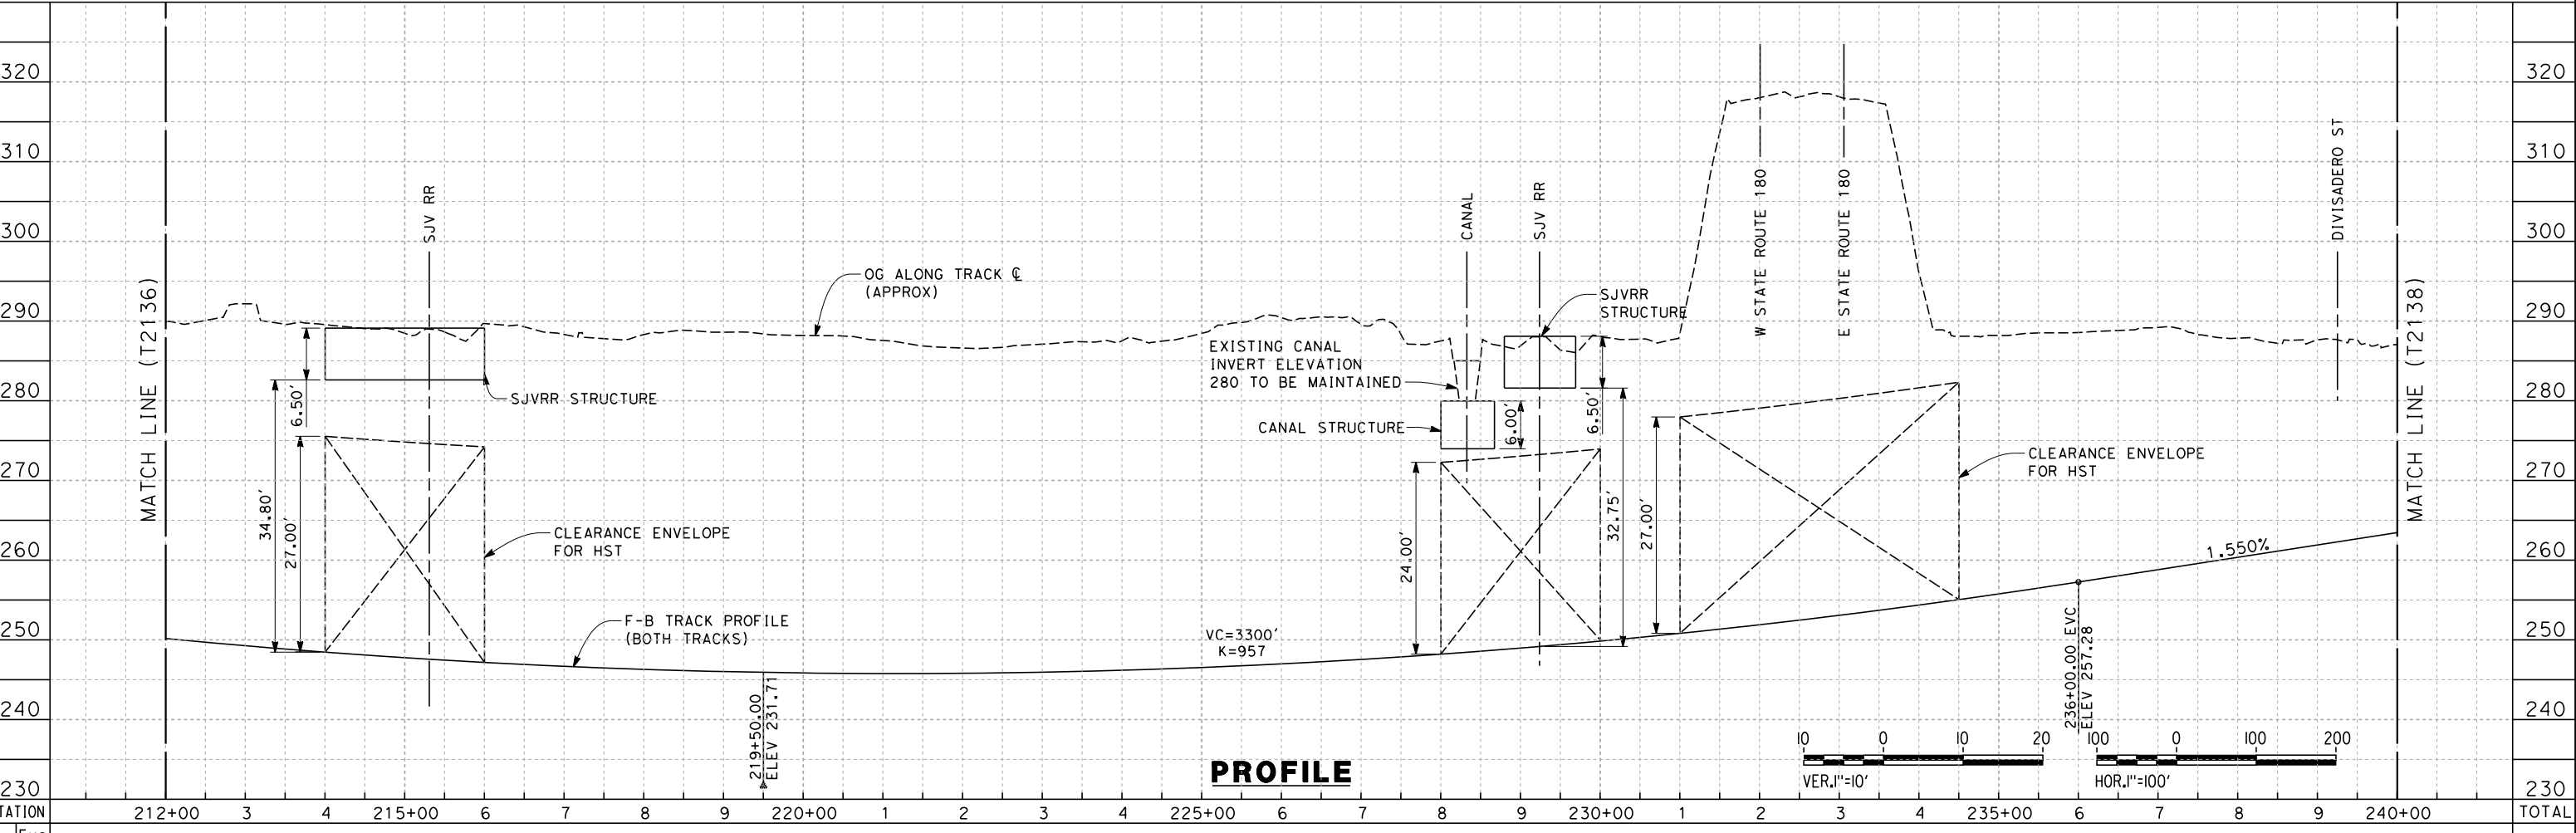 320
310
300
290
280
270
260
250
240
230
320
310
300
290
280
270
260
250
240
230
MATCH LINE (T2136)
SJV RR
6.50'
34.80'
27.00'
SJVRR STRUCTURE
CLEARANCE ENVELOPE
FOR HST
F-B TRACK PROFILE
(BOTH TRACKS)
OG ALONG TRACK ℄
(APPROX)
219+50.00
ELEV 231.71
VC=3300'
K=957
CANAL
SJV RR
SJVRR
STRUCTURE
EXISTING CANAL
INVERT ELEVATION
280 TO BE MAINTAINED
CANAL STRUCTURE
6.00'
6.50'
24.00'
32.75'
27.00'
W STATE ROUTE 180
E STATE ROUTE 180
CLEARANCE ENVELOPE
FOR HST
DIVISADERO ST
MATCH LINE (T2138)
1.550%
236+00.00 EVC
ELEV 257.28
10 0 10 20
VER.1"=10'
100 0 100 200
HOR.1"=100'
PROFILE
TATION 212+00 3 4 215+00 6 7 8 9 220+00 1 2 3 4 225+00 6 7 8 9 230+00 1 2 3 4 235+00 6 7 8 9 240+00 TOTAL